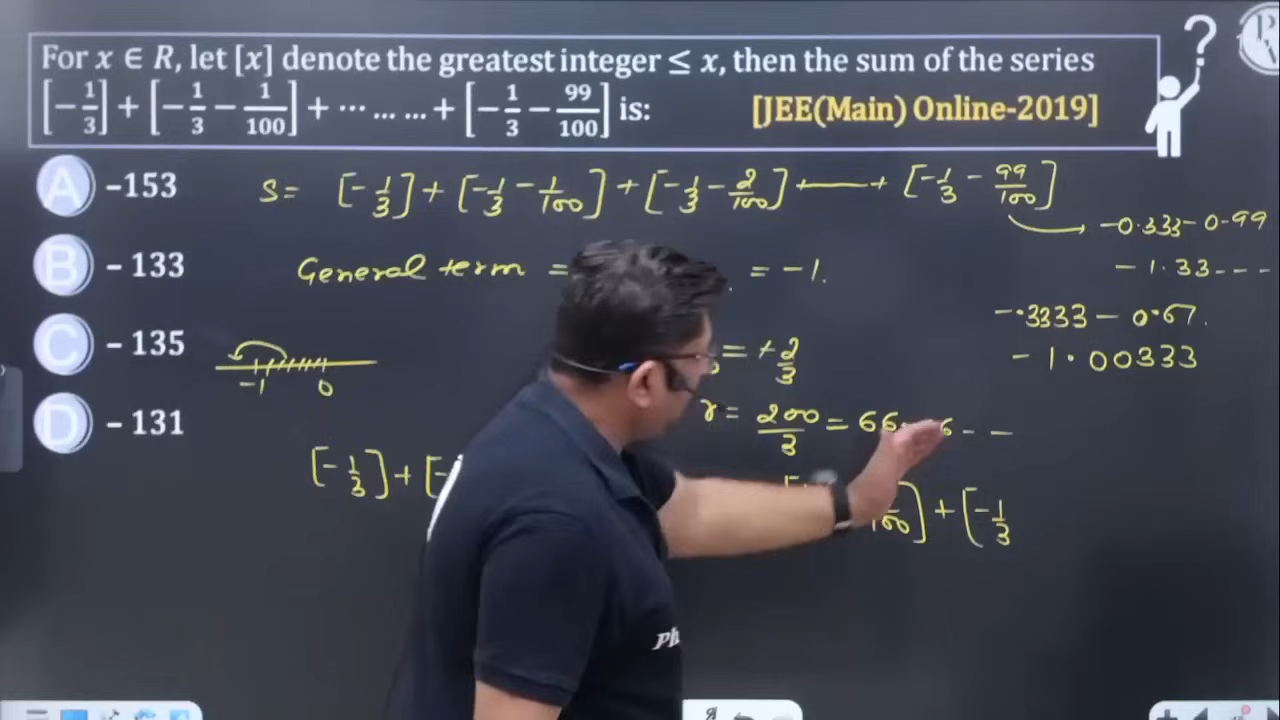 For x ∈ R, let [x] denote the greatest integer ≤ x, then the sum of the series
[-1/3] + [-1/3 - 1/100] + ⋯ ... ... + [-1/3 - 99/100] is: [JEE(Main) Online-2019]
A -153
S = [-1/3] + [-1/3 - 1/100] + [-1/3 - 2/100] + — + [-1/3 - 99/100]
-0.333-0.99
B - 133
General term = = -1.
-1.33---
-.3333 - 0.67.
C - 135
-1 0
= +2/3
-1.00333
D - 131
r = 200/3 = 66 6--
[-1/3] + [- 100] + [-1/3